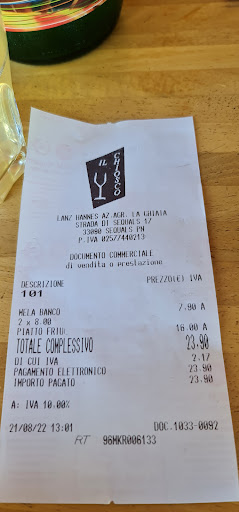 IL
CHIOSCO
LANZ HANNES AZ.AGR. LA GHIAIA
STRADA DI SEQUALS 17
33090 SEQUALS PN
P.IVA 02577440213
DOCUMENTO COMMERCIALE
di vendita o prestazione
DESCRIZIONE PREZZO(€) IVA
101
MELA BANCO 7.90 A
2 x 8.00
PIATTO FRIU. 16.00 A
TOTALE COMPLESSIVO 23.90
DI CUI IVA 2.17
PAGAMENTO ELETTRONICO 23.90
IMPORTO PAGATO 23.90
A: IVA 10.00%
21/08/22 13:01 DOC.1033-0092
RT 96MKR006133